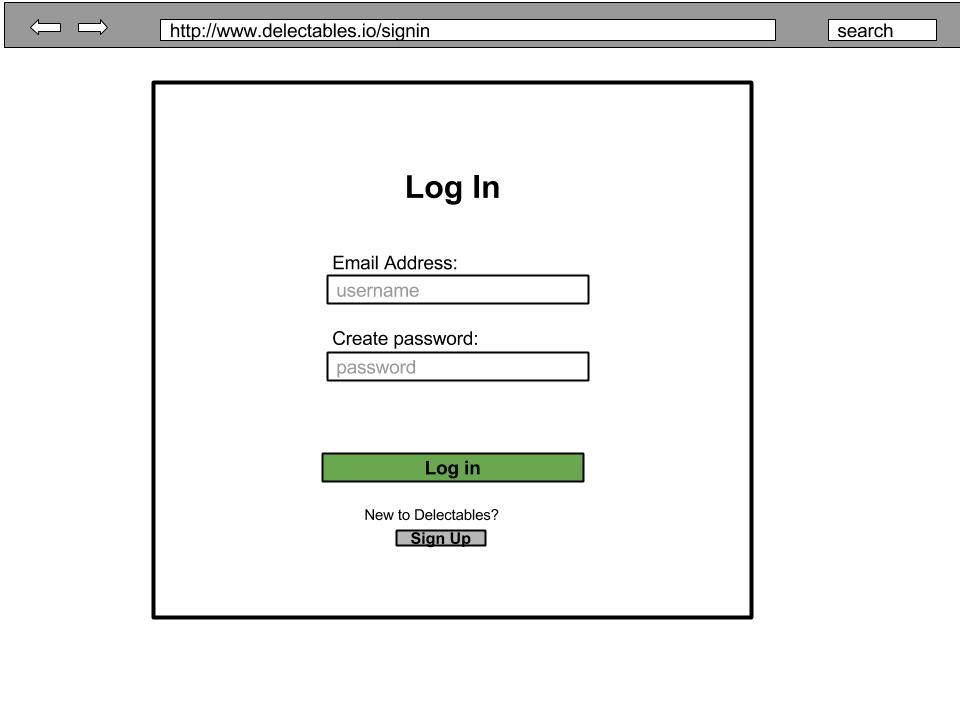 http://www.delectables.io/signin
search
Log In
Email Address:
username
Create password:
password
Log in
New to Delectables?
Sign Up